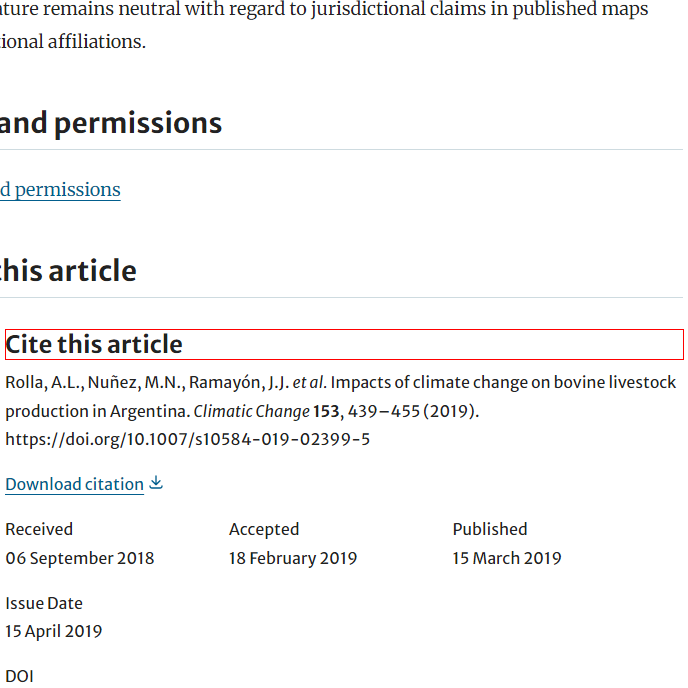 ature remains neutral with regard to jurisdictional claims in published maps
tional affiliations.
and permissions
d permissions
this article
Cite this article
Rolla, A.L., Nuñez, M.N., Ramayón, J.J. et al. Impacts of climate change on bovine livestock
production in Argentina. Climatic Change 153, 439–455 (2019).
https://doi.org/10.1007/s10584-019-02399-5
Download citation
Received Accepted Published
06 September 2018 18 February 2019 15 March 2019
Issue Date
15 April 2019
DOI